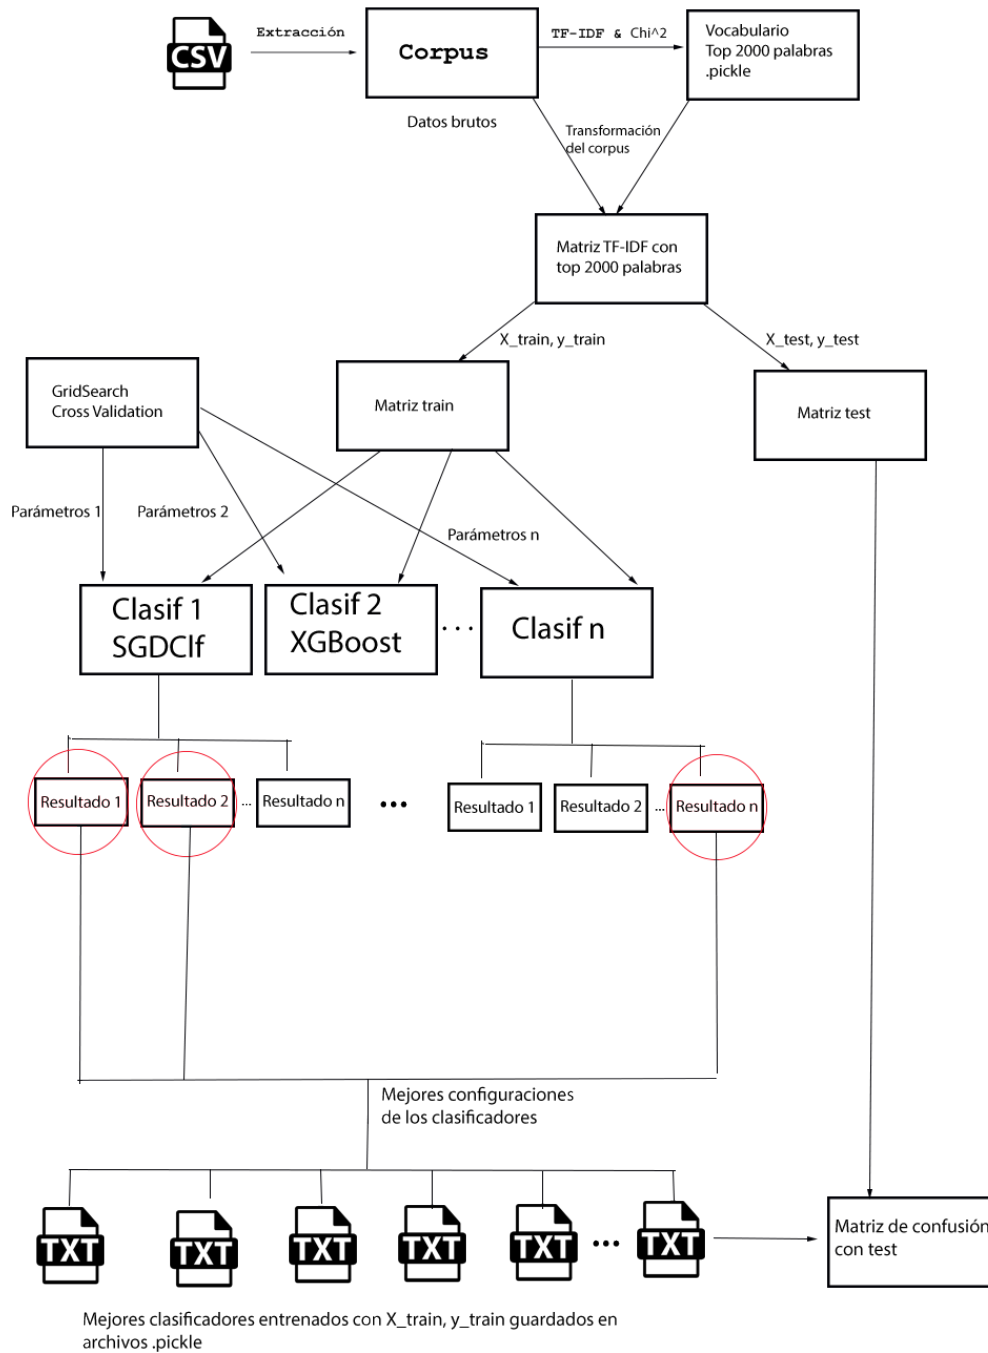 CSV
Extracción
Corpus
TF-IDF & Chi^2
Vocabulario
Top 2000 palabras
.pickle
Datos brutos
Transformación
del corpus
Matriz TF-IDF con
top 2000 palabras
X_train, y_train
X_test, y_test
GridSearch
Cross Validation
Matriz train
Matriz test
Parámetros 1
Parámetros 2
Parámetros n
Clasif 1
SGDClf
Clasif 2
XGBoost
...
Clasif n
Resultado 1
Resultado 2
...
Resultado n
...
Resultado 1
Resultado 2
...
Resultado n
Mejores configuraciones
de los clasificadores
TXT
TXT
TXT
TXT
TXT
...
TXT
Matriz de confusión
con test
Mejores clasificadores entrenados con X_train, y_train guardados en
archivos .pickle